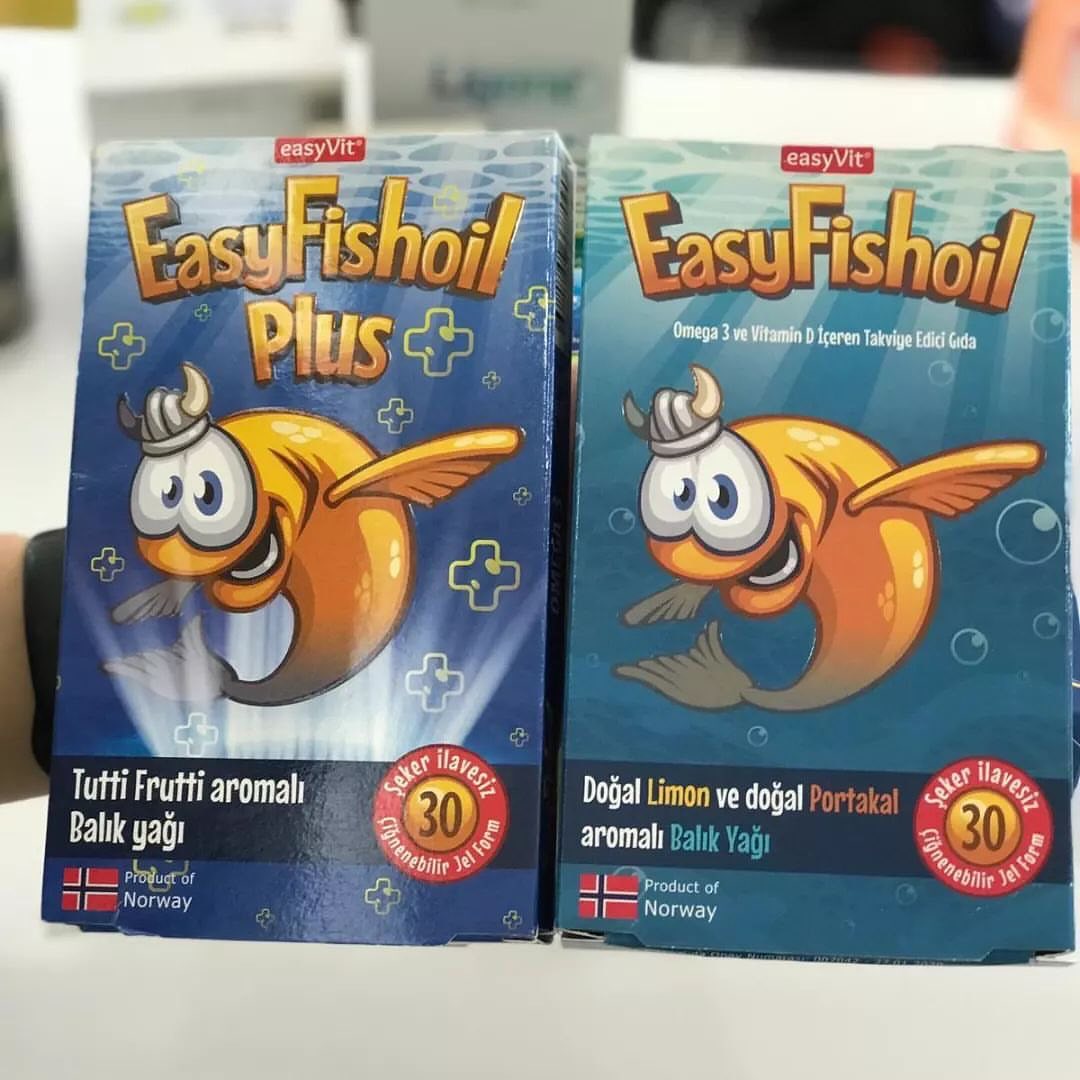 easyVit®
EasyFishoil
Plus
Tutti Frutti aromalı
Balık yağı
Şeker ilavesiz
30
Çiğnenebilir Jel Form
Product of
Norway
easyVit®
EasyFishoil
Omega 3 ve Vitamin D İçeren Takviye Edici Gıda
Doğal Limon ve doğal Portakal
aromalı Balık Yağı
Şeker ilavesiz
30
Çiğnenebilir Jel Form
Product of
Norway